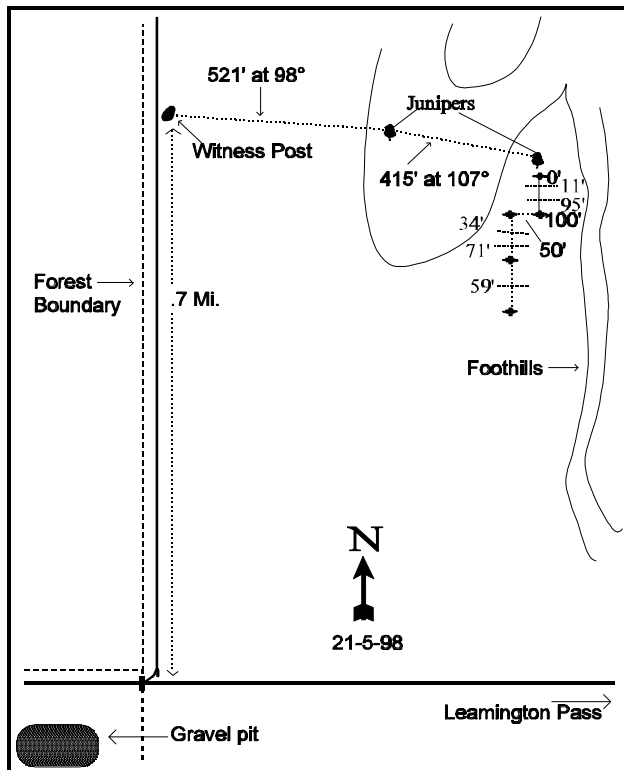 521' at 98°
Junipers
Witness Post
415' at 107°
0'
11'
95'
100'
34'
50'
71'
59'
Forest
Boundary
.7 Mi.
Foothills
N
21-5-98
Leamington Pass
Gravel pit